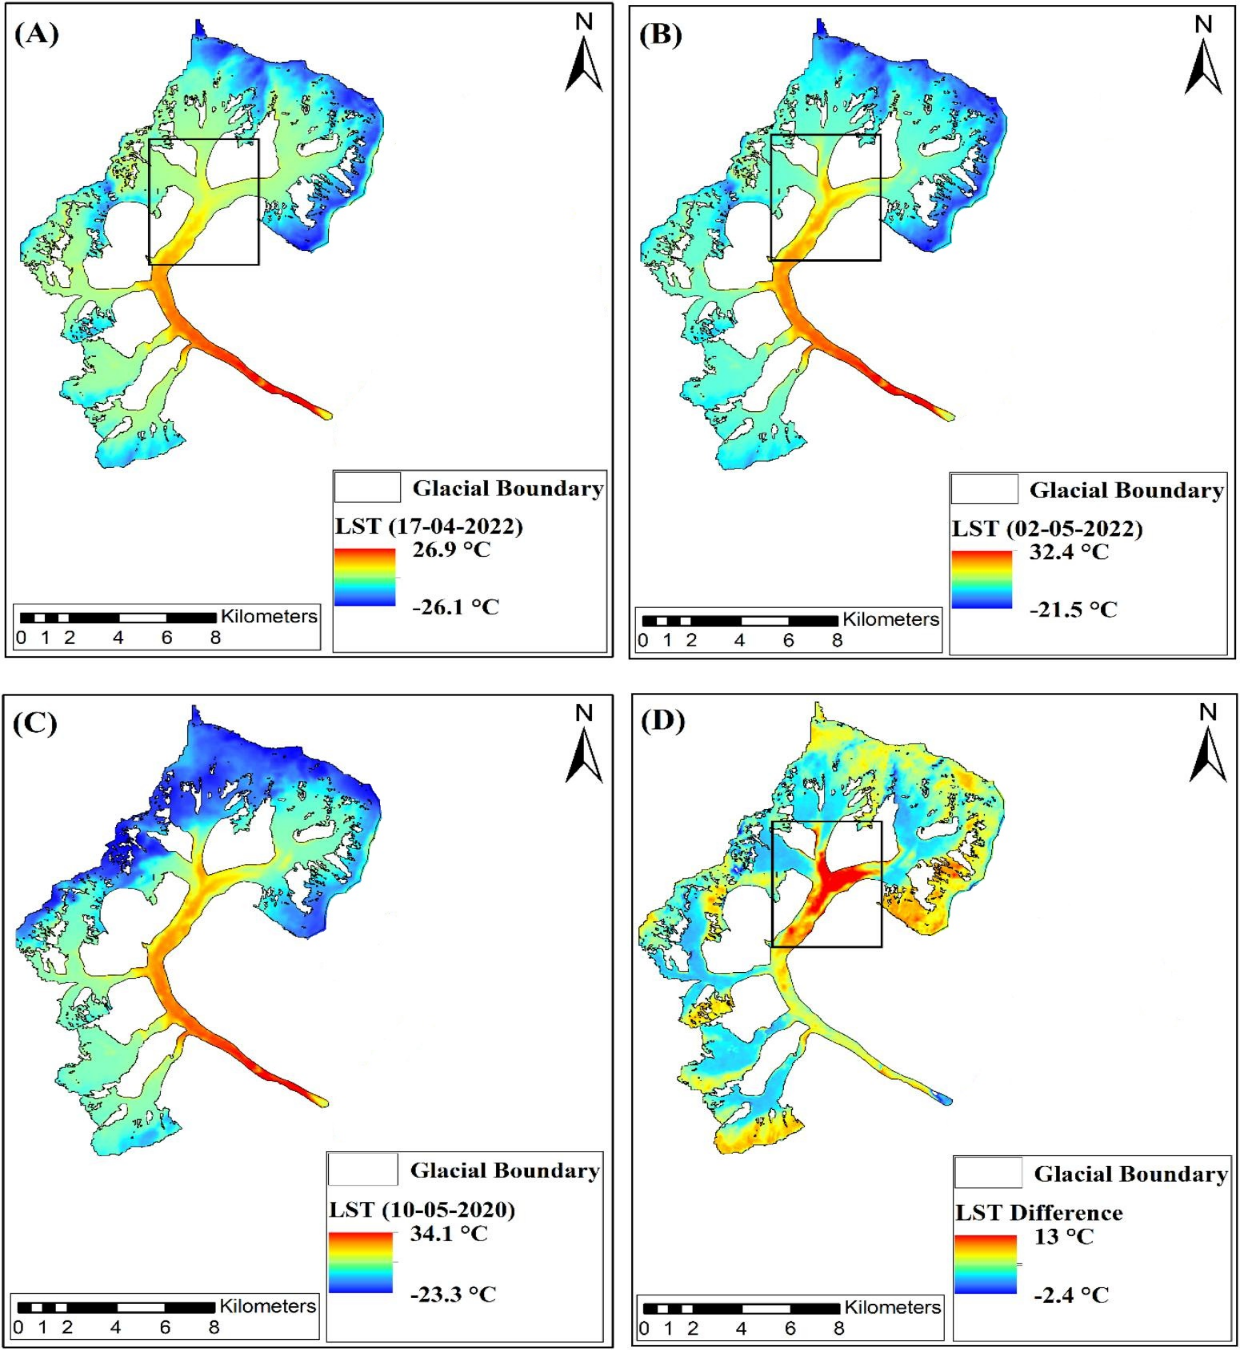 (A)
N
Glacial Boundary
LST (17-04-2022)
26.9 °C
-26.1 °C
Kilometers
0 1 2 4 6 8
(B)
N
Glacial Boundary
LST (02-05-2022)
32.4 °C
-21.5 °C
Kilometers
0 1 2 4 6 8
(C)
N
Glacial Boundary
LST (10-05-2020)
34.1 °C
-23.3 °C
Kilometers
0 1 2 4 6 8
(D)
N
Glacial Boundary
LST Difference
13 °C
-2.4 °C
Kilometers
0 1 2 4 6 8